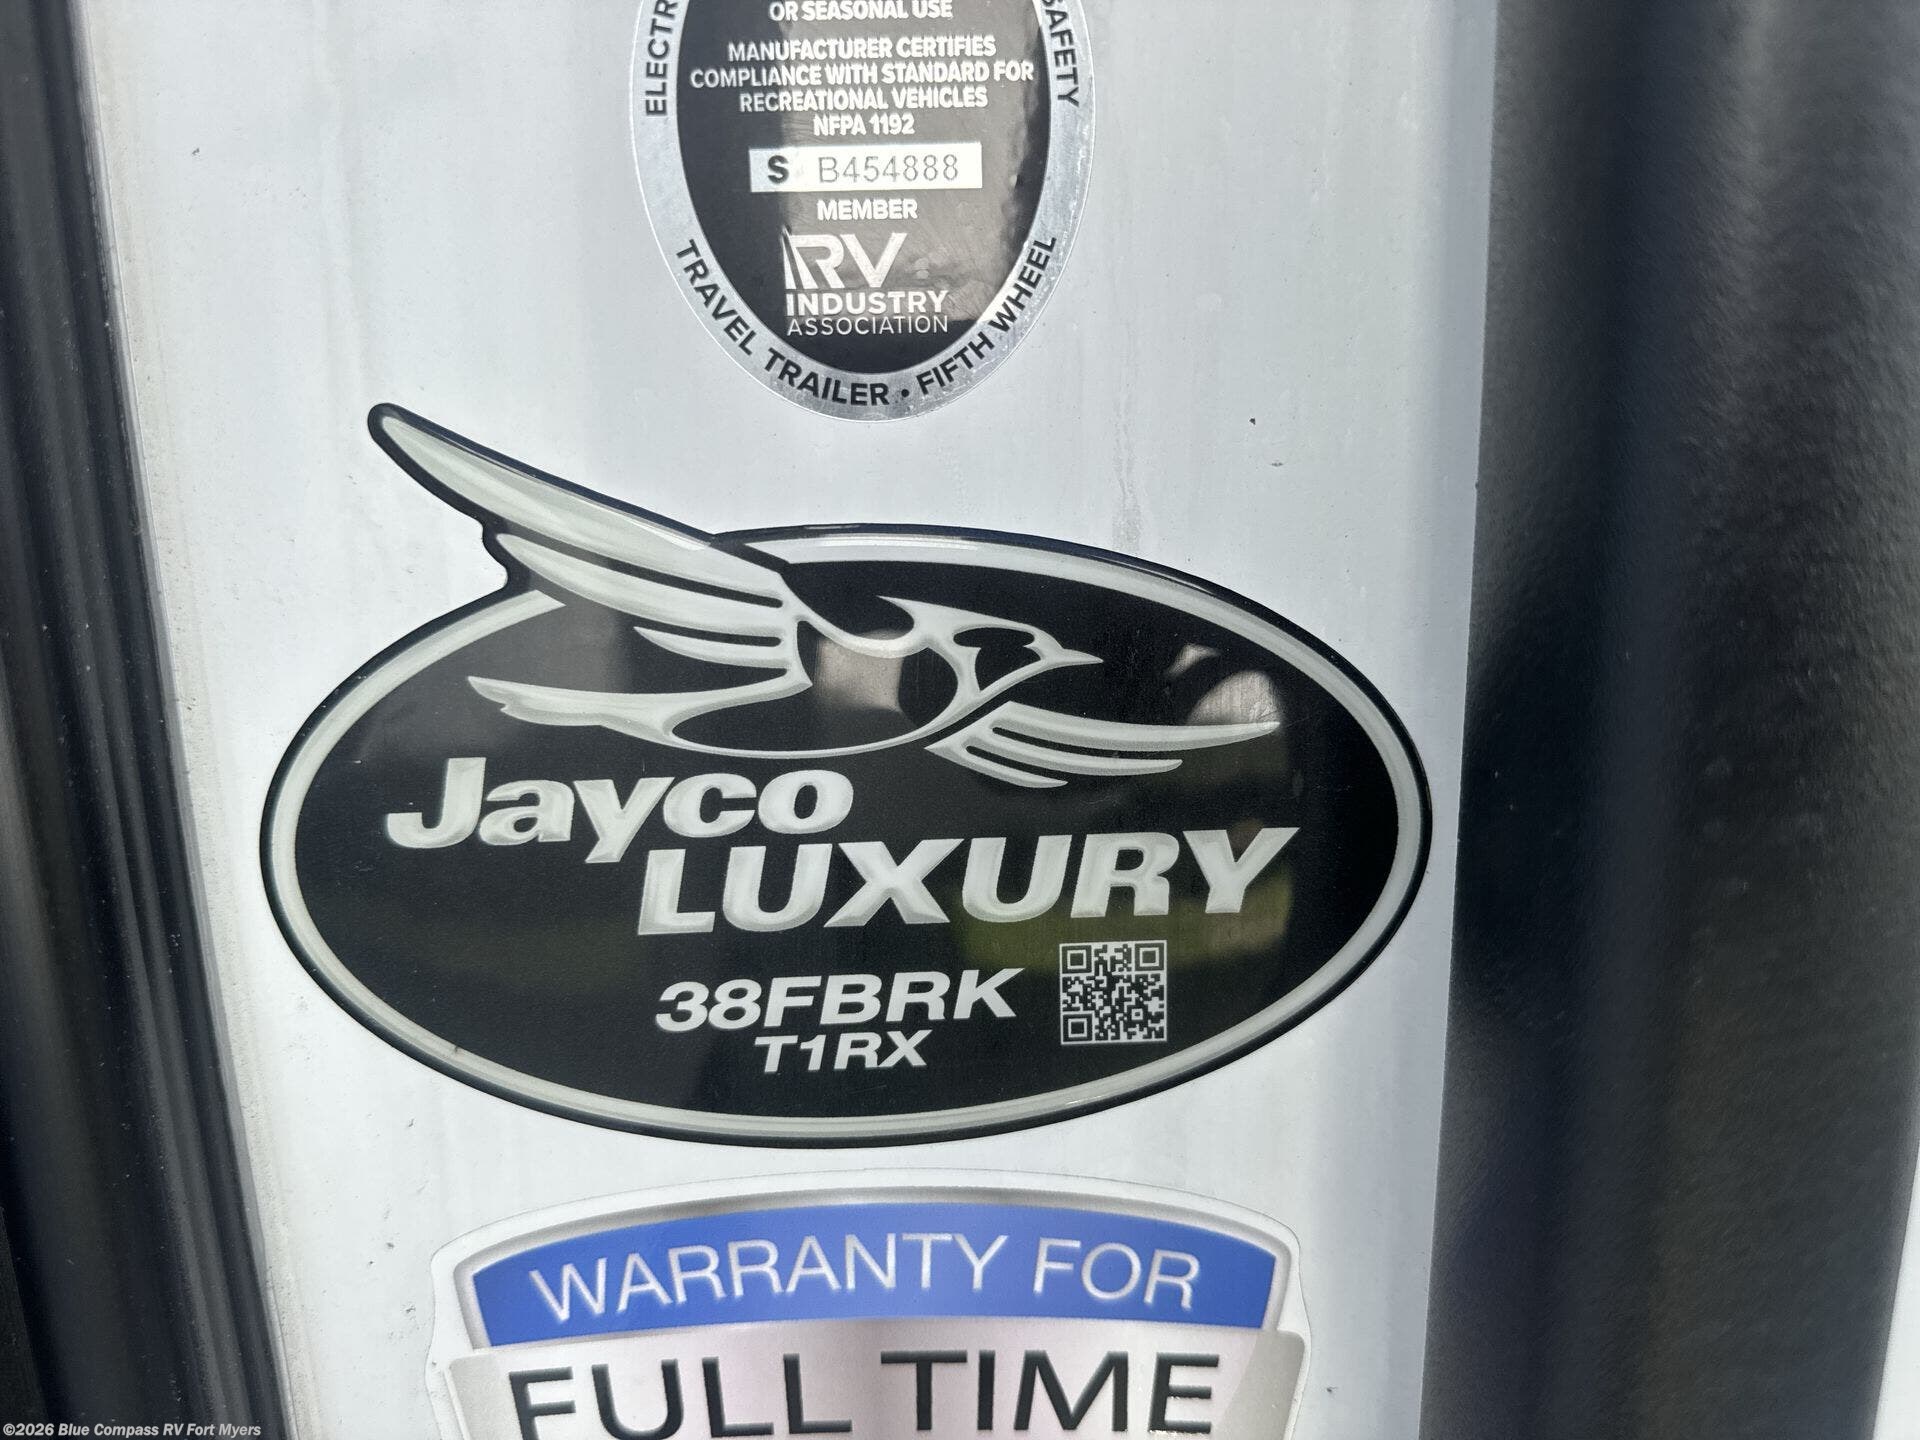 OR SEASONAL USE
MANUFACTURER CERTIFIES
COMPLIANCE WITH STANDARD FOR
RECREATIONAL VEHICLES
NFPA 1192
S B454888
MEMBER
RV
INDUSTRY
ASSOCIATION
SAFETY
TRAVEL TRAILER • FIFTH WHEEL
Jayco
LUXURY
38FBRK
T1RX
WARRANTY FOR
FULL TIME
©2026 Blue Compass RV Fort Myers